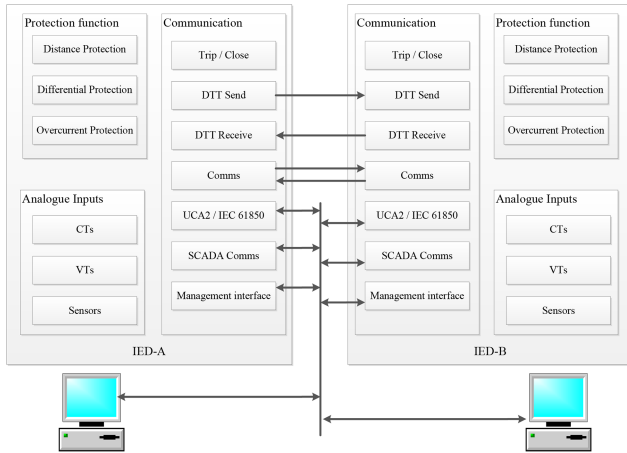 Protection function
Distance Protection
Differential Protection
Overcurrent Protection
Analogue Inputs
CTs
VTs
Sensors
Communication
Trip / Close
DTT Send
DTT Receive
Comms
UCA2 / IEC 61850
SCADA Comms
Management interface
IED-A
Communication
Trip / Close
DTT Send
DTT Receive
Comms
UCA2 / IEC 61850
SCADA Comms
Management interface
Protection function
Distance Protection
Differential Protection
Overcurrent Protection
Analogue Inputs
CTs
VTs
Sensors
IED-B